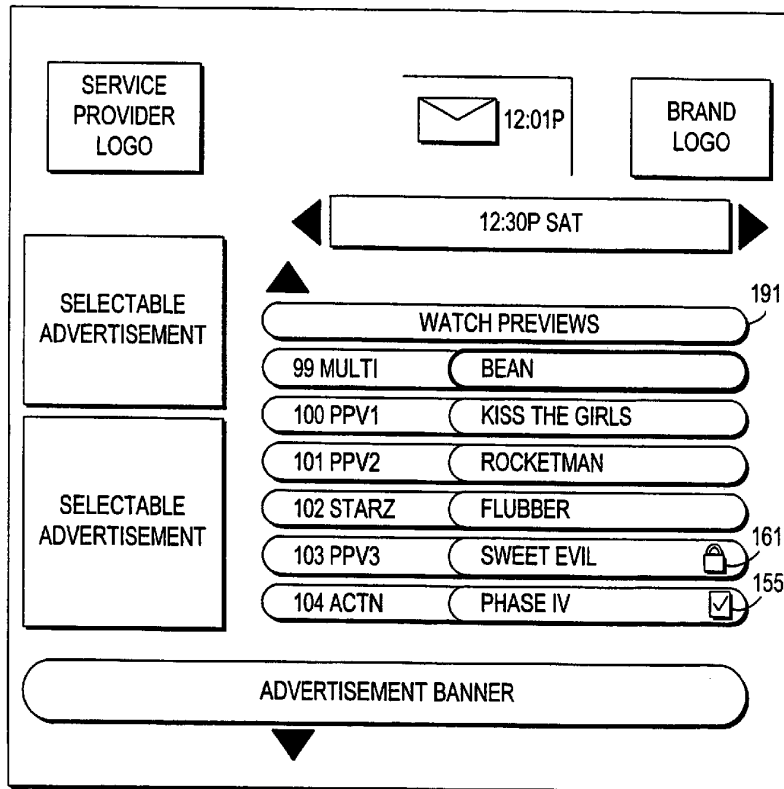 SERVICE
PROVIDER
LOGO
12:01P
BRAND
LOGO
12:30P SAT
SELECTABLE
ADVERTISEMENT
191
WATCH PREVIEWS
99 MULTI BEAN
100 PPV1 KISS THE GIRLS
101 PPV2 ROCKETMAN
102 STARZ FLUBBER
103 PPV3 SWEET EVIL 161
104 ACTN PHASE IV 155
SELECTABLE
ADVERTISEMENT
ADVERTISEMENT BANNER